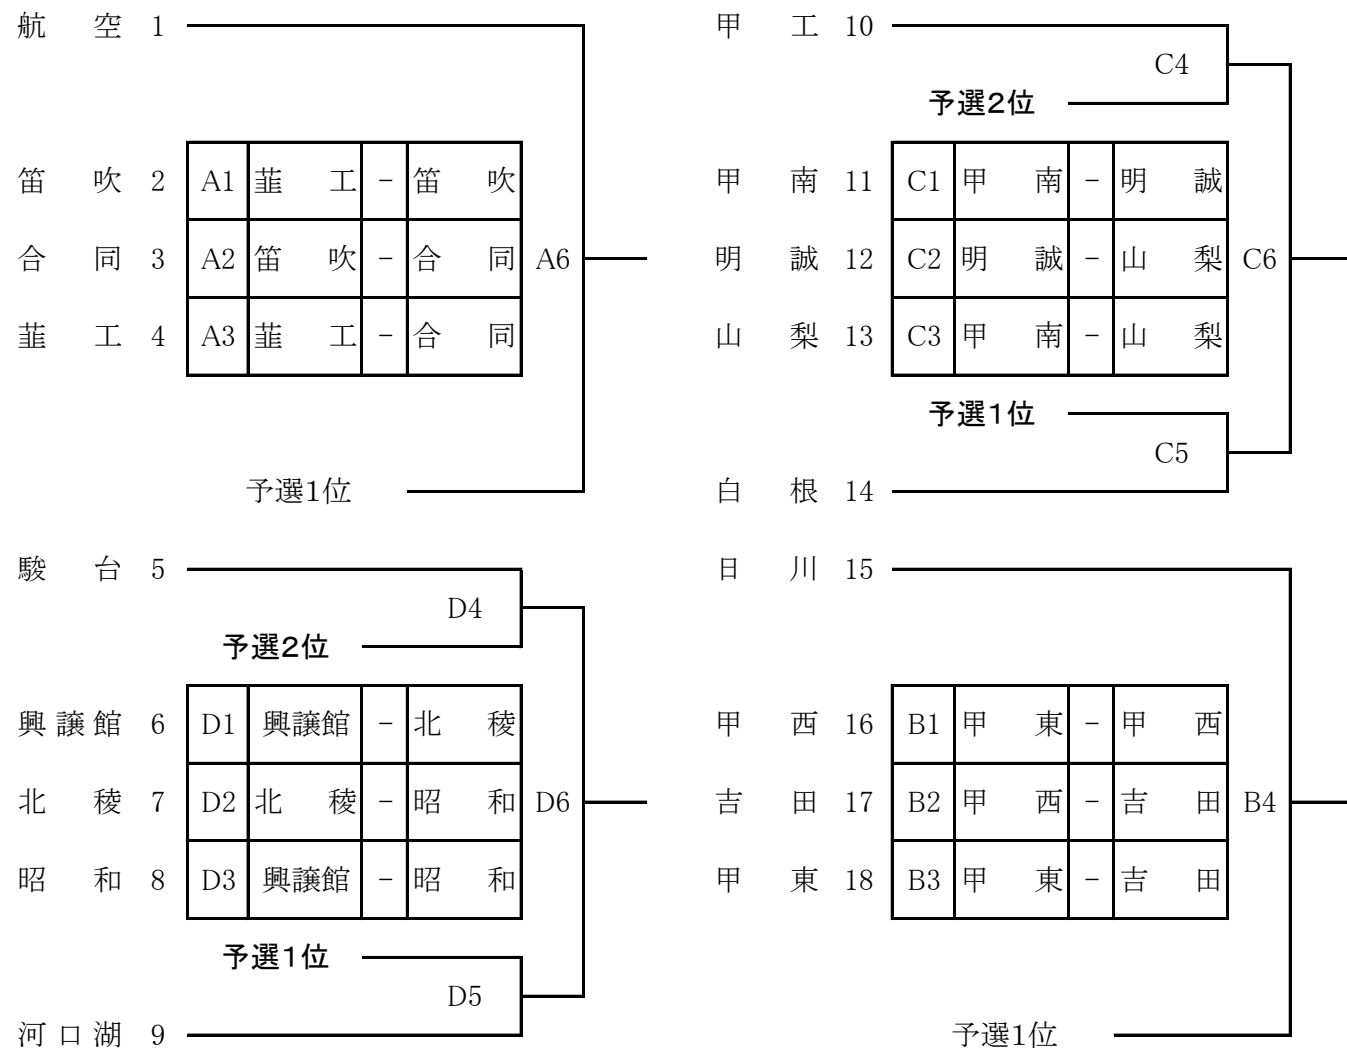 航空 1
笛吹 2 A1 韮工 - 笛吹
合同 3 A2 笛吹 - 合同 A6
韮工 4 A3 韮工 - 合同
予選1位
駿台 5
D4
予選2位
興譲館 6 D1 興譲館 - 北稜
北稜 7 D2 北稜 - 昭和 D6
昭和 8 D3 興譲館 - 昭和
予選1位
D5
河口湖 9
甲工 10
C4
予選2位
甲南 11 C1 甲南 - 明誠
明誠 12 C2 明誠 - 山梨 C6
山梨 13 C3 甲南 - 山梨
予選1位
C5
白根 14
日川 15
甲西 16 B1 甲東 - 甲西
吉田 17 B2 甲西 - 吉田 B4
甲東 18 B3 甲東 - 吉田
予選1位